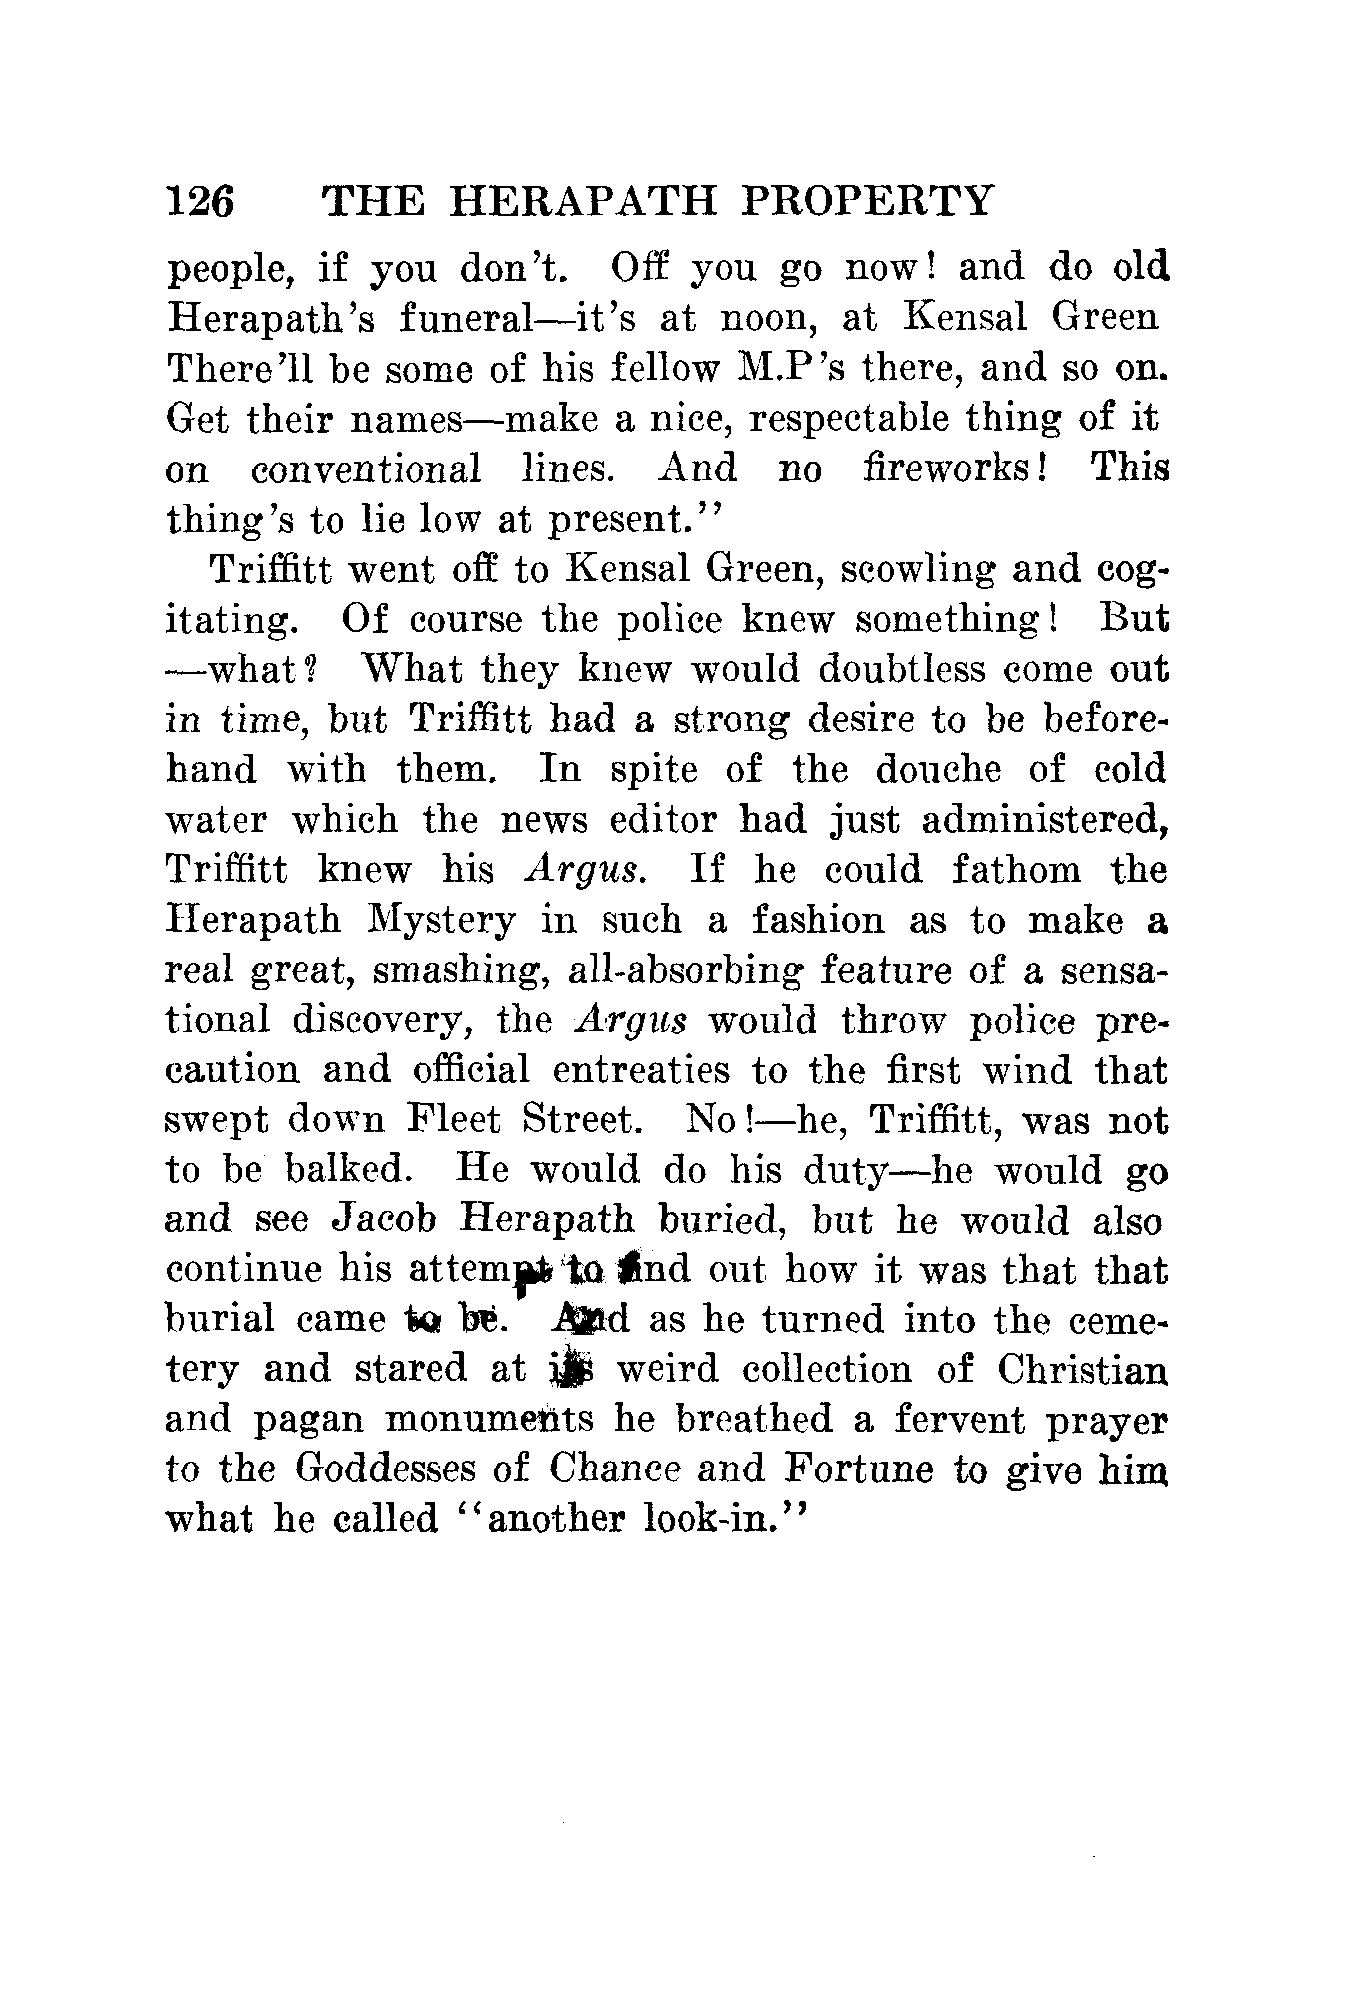 126 THE HERAPATH PROPERTY
people, if you don't. Off you go now! and do old
Herapath's funeral—it's at noon, at Kensal Green
There'll be some of his fellow M.P's there, and so on.
Get their names—make a nice, respectable thing of it
on conventional lines. And no fireworks! This
thing's to lie low at present."
Triffitt went off to Kensal Green, scowling and cog-
itating. Of course the police knew something! But
—what? What they knew would doubtless come out
in time, but Triffitt had a strong desire to be before-
hand with them. In spite of the douche of cold
water which the news editor had just administered,
Triffitt knew his Argus. If he could fathom the
Herapath Mystery in such a fashion as to make a
real great, smashing, all-absorbing feature of a sensa-
tional discovery, the Argus would throw police pre-
caution and official entreaties to the first wind that
swept down Fleet Street. No!—he, Triffitt, was not
to be balked. He would do his duty—he would go
and see Jacob Herapath buried, but he would also
continue his attempt to find out how it was that that
burial came to be. And as he turned into the ceme-
tery and stared at its weird collection of Christian
and pagan monuments he breathed a fervent prayer
to the Goddesses of Chance and Fortune to give him
what he called "another look-in."